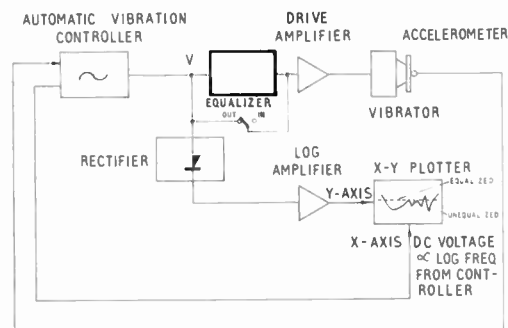 AUTOMATIC VIBRATION
CONTROLLER
DRIVE
AMPLIFIER
ACCELEROMETER
V
EQUALIZER
OUT
IN
VIBRATOR
RECTIFIER
LOG
AMPLIFIER
X-Y PLOTTER
Y-AXIS
EQUALIZED
UNEQUALIZED
X-AXIS
DC VOLTAGE
∝ LOG FREQ
FROM CONT-
ROLLER